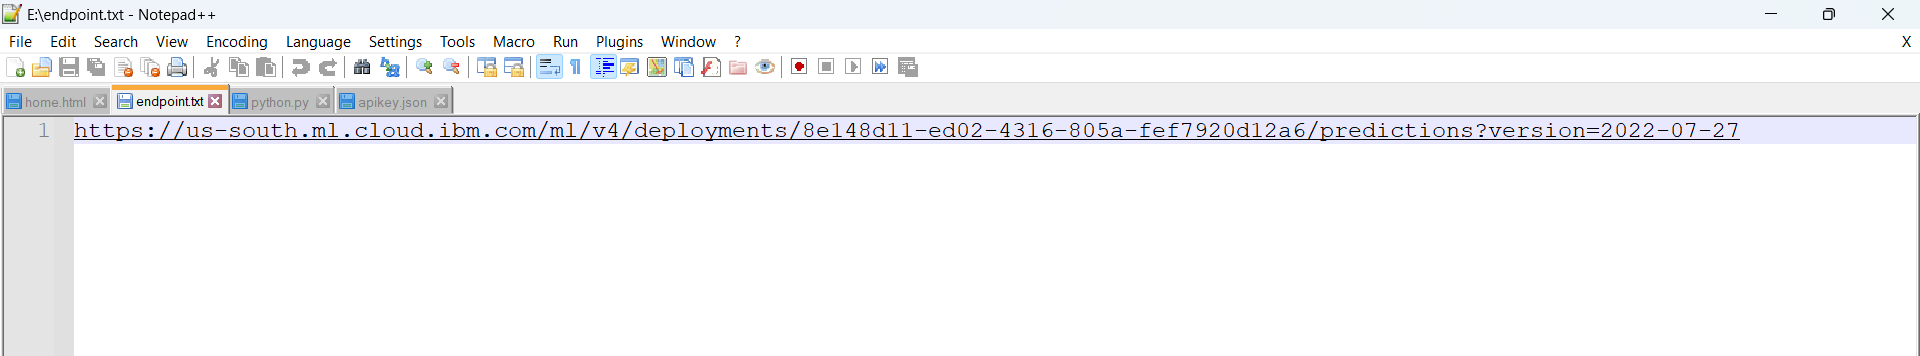 E:\endpoint.txt - Notepad++
File Edit Search View Encoding Language Settings Tools Macro Run Plugins Window ? X
home.html endpoint.txt python.py apikey.json
1 https://us-south.ml.cloud.ibm.com/ml/v4/deployments/8e148d11-ed02-4316-805a-fef7920d12a6/predictions?version=2022-07-27